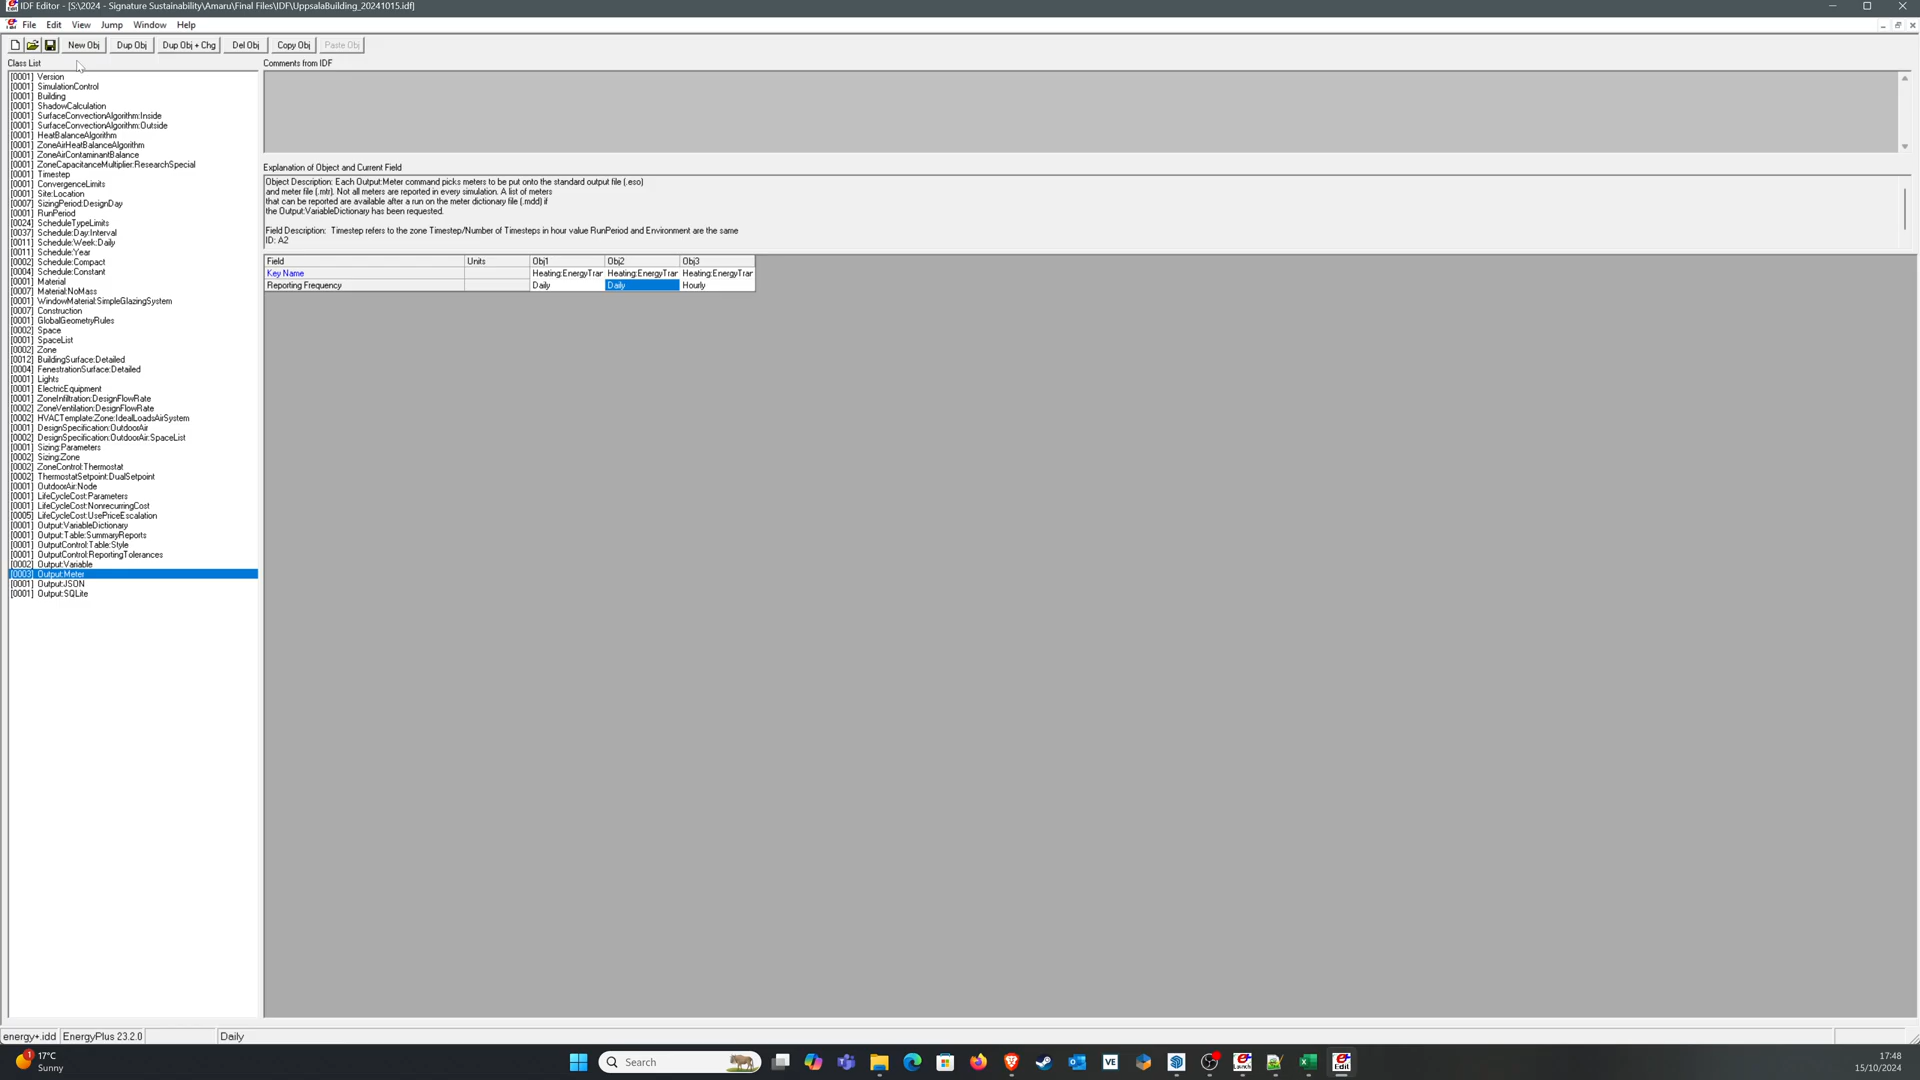 IDF Editor - [S:\2024 - Signature Sustainability\Amaru\Final Files\IDF\UppsalaBuilding_20241015.idf]
File Edit View Jump Window Help
New Obj Dup Obj Dup Obj + Chg Del Obj Copy Obj Paste Obj
Class List
[0001] Version
[0001] SimulationControl
[0001] Building
[0001] ShadowCalculation
[0001] SurfaceConvectionAlgorithm:Inside
[0001] SurfaceConvectionAlgorithm:Outside
[0001] HeatBalanceAlgorithm
[0001] ZoneAirHeatBalanceAlgorithm
[0001] ZoneAirContaminantBalance
[0001] ZoneCapacitanceMultiplier:ResearchSpecial
[0001] Timestep
[0001] ConvergenceLimits
[0001] Site:Location
[0007] SizingPeriod:DesignDay
[0001] RunPeriod
[0024] ScheduleTypeLimits
[0037] Schedule:Day:Interval
[0011] Schedule:Week:Daily
[0011] Schedule:Year
[0002] Schedule:Compact
[0004] Schedule:Constant
[0001] Material
[0007] Material:NoMass
[0001] WindowMaterial:SimpleGlazingSystem
[0007] Construction
[0001] GlobalGeometryRules
[0002] Space
[0001] SpaceList
[0002] Zone
[0012] BuildingSurface:Detailed
[0004] FenestrationSurface:Detailed
[0001] Lights
[0001] ElectricEquipment
[0001] ZoneInfiltration:DesignFlowRate
[0002] ZoneVentilation:DesignFlowRate
[0002] HVACTemplate:Zone:IdealLoadsAirSystem
[0001] DesignSpecification:OutdoorAir
[0002] DesignSpecification:OutdoorAir:SpaceList
[0001] Sizing:Parameters
[0002] Sizing:Zone
[0002] ZoneControl:Thermostat
[0002] ThermostatSetpoint:DualSetpoint
[0001] OutdoorAir:Node
[0001] LifeCycleCost:Parameters
[0001] LifeCycleCost:NonrecurringCost
[0005] LifeCycleCost:UsePriceEscalation
[0001] Output:VariableDictionary
[0001] Output:Table:SummaryReports
[0001] OutputControl:Table:Style
[0001] OutputControl:ReportingTolerances
[0002] Output:Variable
[0003] Output:Meter
[0001] Output:JSON
[0001] Output:SQLite
Comments from IDF
Explanation of Object and Current Field
Object Description: Each Output:Meter command picks meters to be put onto the standard output file (.eso)
and meter file (.mtr). Not all meters are reported in every simulation. A list of meters
that can be reported are available after a run on the meter dictionary file (.mdd) if
the Output:VariableDictionary has been requested.
Field Description: Timestep refers to the zone Timestep/Number of Timesteps in hour value RunPeriod and Environment are the same
ID: A2
Field Units Obj1 Obj2 Obj3
Key Name Heating:EnergyTrar Heating:EnergyTrar Heating:EnergyTrar
Reporting Frequency Daily Daily Hourly
energy+.idd EnergyPlus 23.2.0 Daily
1
17°C
Sunny
Search
VE
Launch
Edit
17:48
15/10/2024